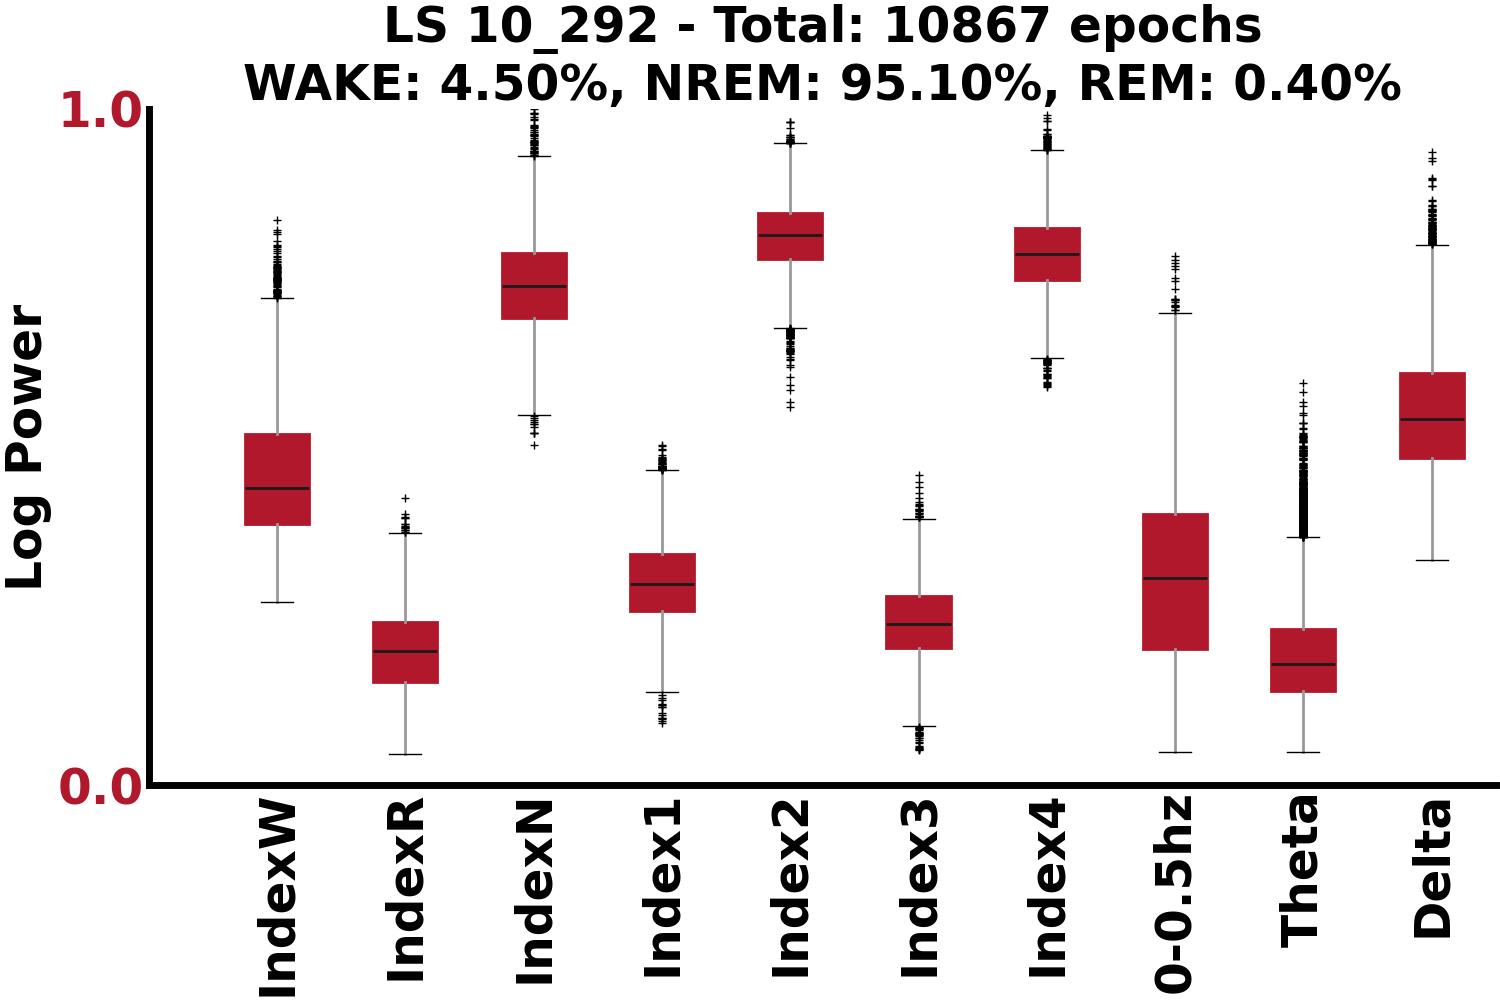 LS 10_292 - Total: 10867 epochs
WAKE: 4.50%, NREM: 95.10%, REM: 0.40%
1.0
Log Power
0.0
IndexW
IndexR
IndexN
Index1
Index2
Index3
Index4
0-0.5hz
Theta
Delta